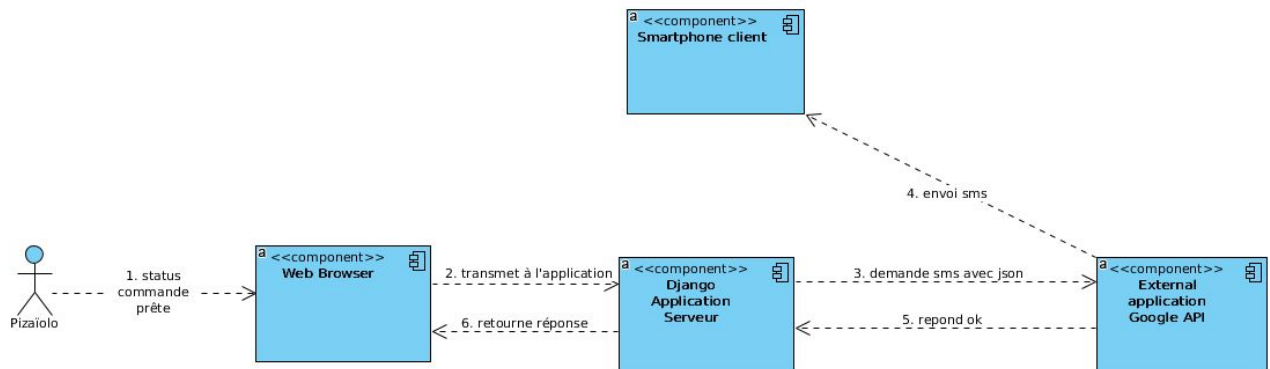 a
<<component>>
Smartphone client
4. envoi sms
Pizaïolo
1. status
commande
prête
a
<<component>>
Web Browser
2. transmet à l'application
6. retourne réponse
a
<<component>>
Django
Application
Serveur
3. demande sms avec json
5. repond ok
a
<<component>>
External
application
Google API